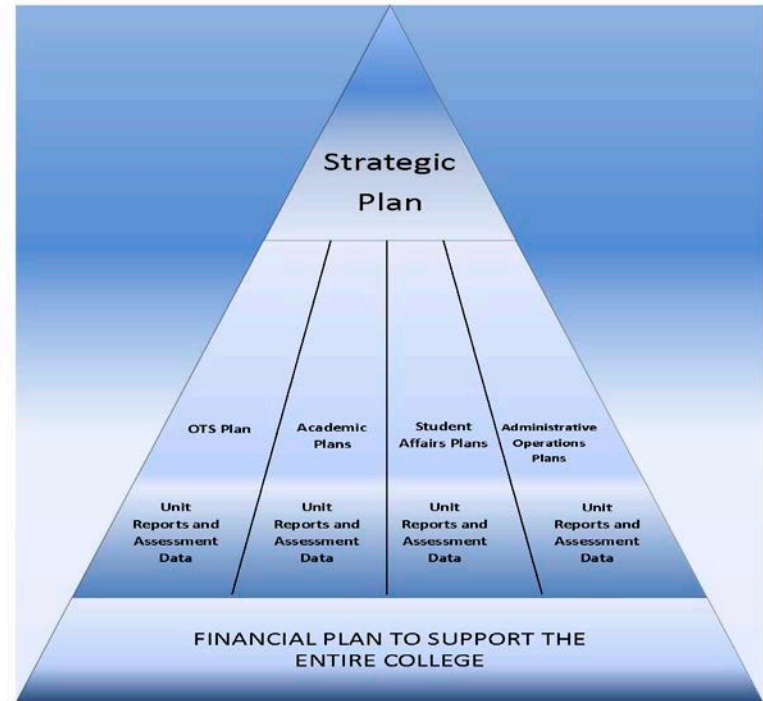 Strategic
Plan
OTS Plan
Academic
Plans
Student
Affairs Plans
Administrative
Operations
Plans
Unit
Reports and
Assessment
Data
Unit
Reports and
Assessment
Data
Unit
Reports and
Assessment
Data
Unit
Reports and
Assessment
Data
FINANCIAL PLAN TO SUPPORT THE
ENTIRE COLLEGE